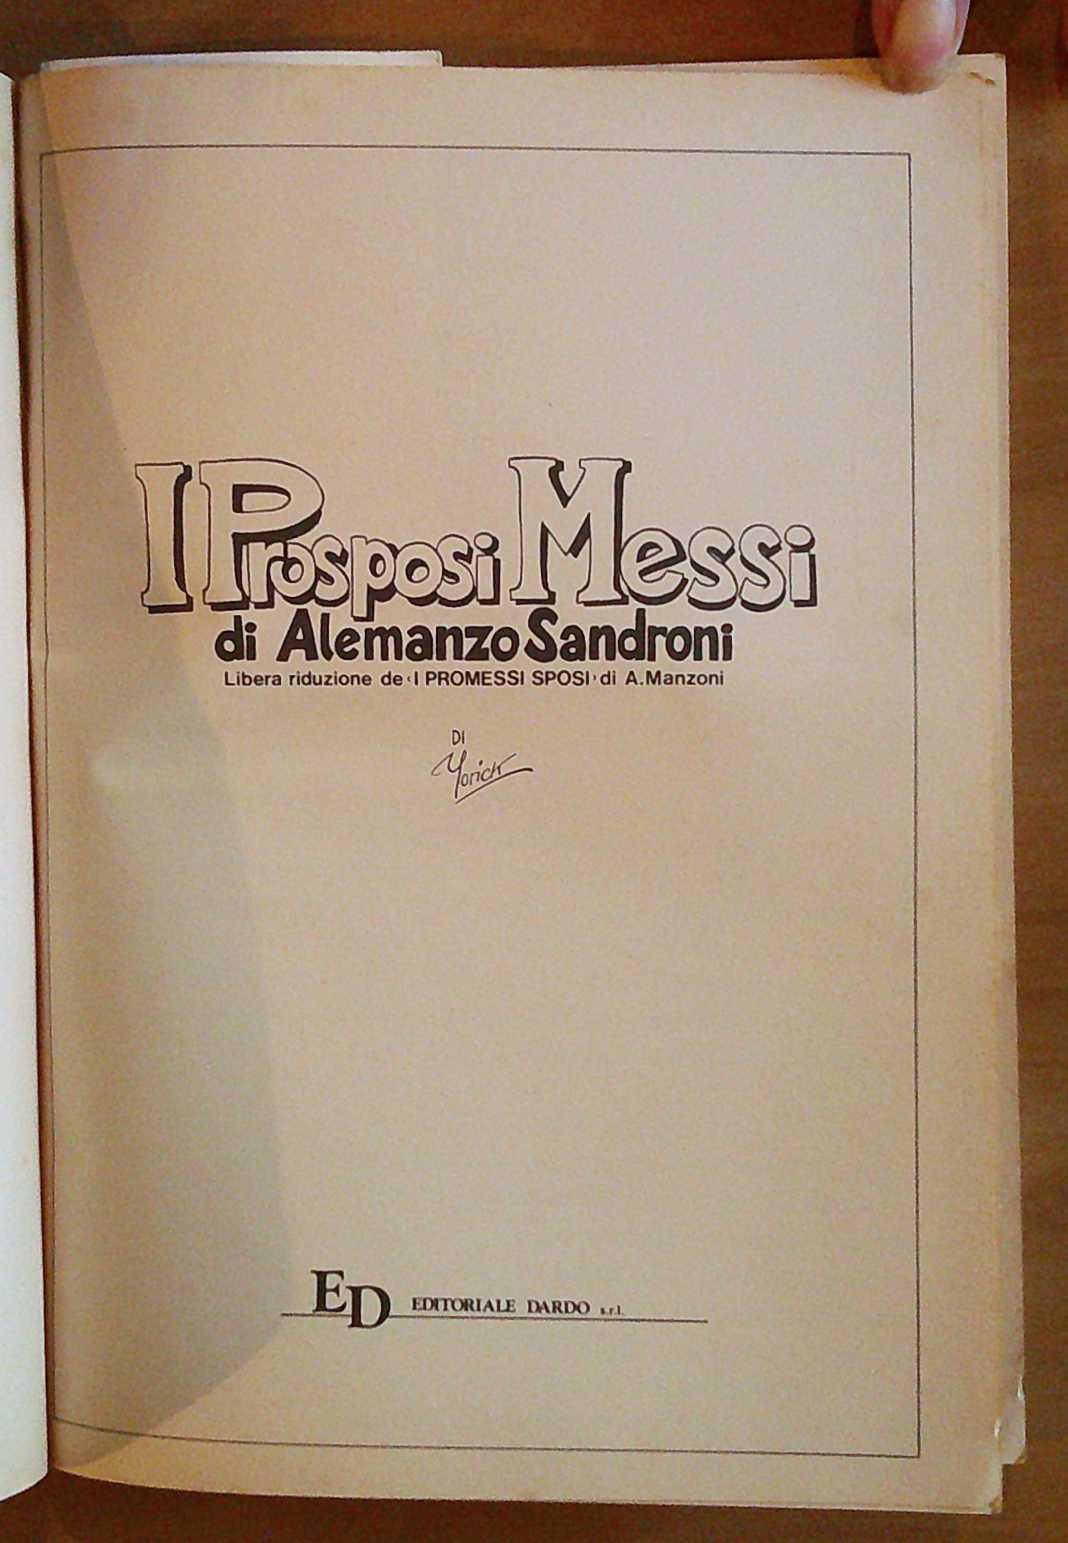 I Prosposi Messi
di Alemanzo Sandroni
Libera riduzione de ‹I PROMESSI SPOSI› di A.Manzoni
DI
Yorick
ED EDITORIALE DARDO s.r.l.